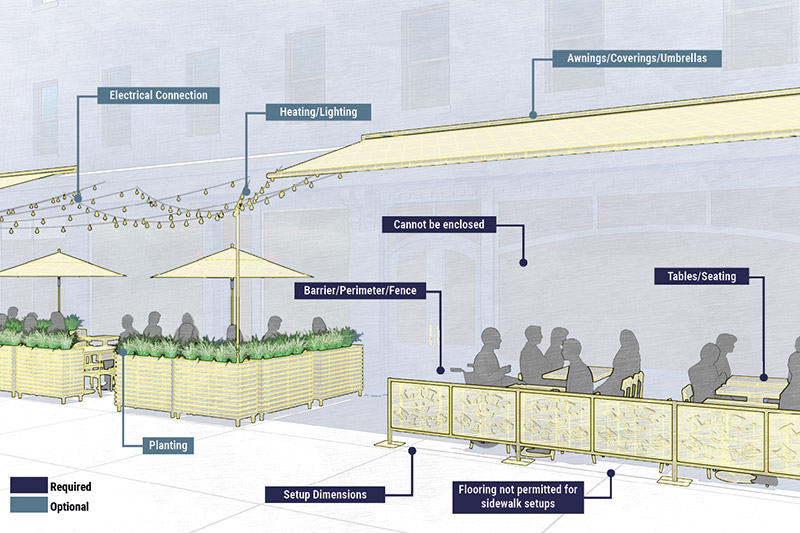 Awnings/Coverings/Umbrellas
Electrical Connection
Heating/Lighting
Cannot be enclosed
Tables/Seating
Barrier/Perimeter/Fence
Planting
Required
Optional
Setup Dimensions
Flooring not permitted for
sidewalk setups